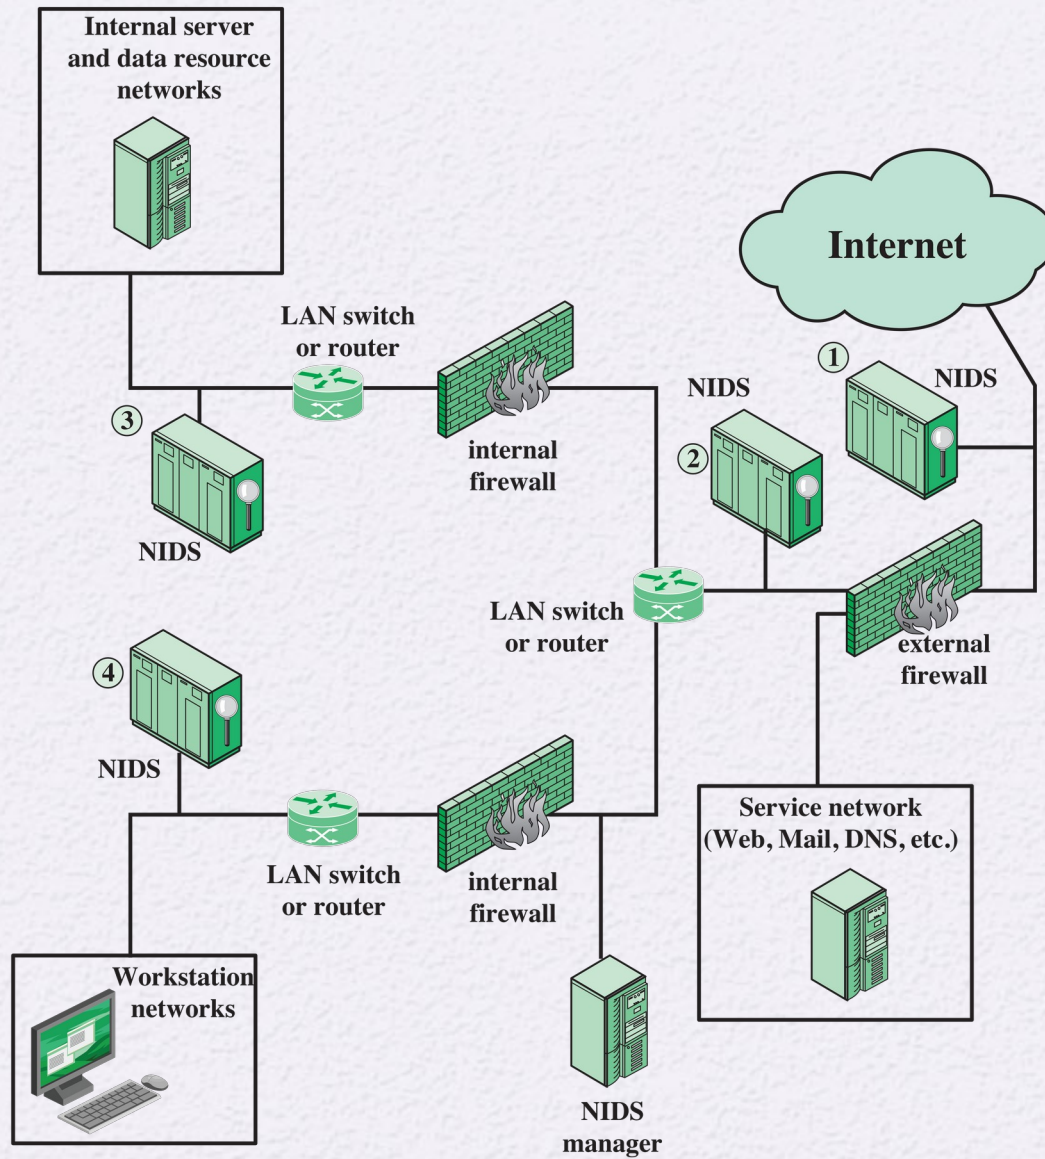 Internal server
and data resource
networks
Internet
LAN switch
or router
1
NIDS
NIDS
3
2
internal
firewall
NIDS
LAN switch
or router
external
firewall
4
NIDS
Service network
(Web, Mail, DNS, etc.)
LAN switch
or router
internal
firewall
Workstation
networks
NIDS
manager